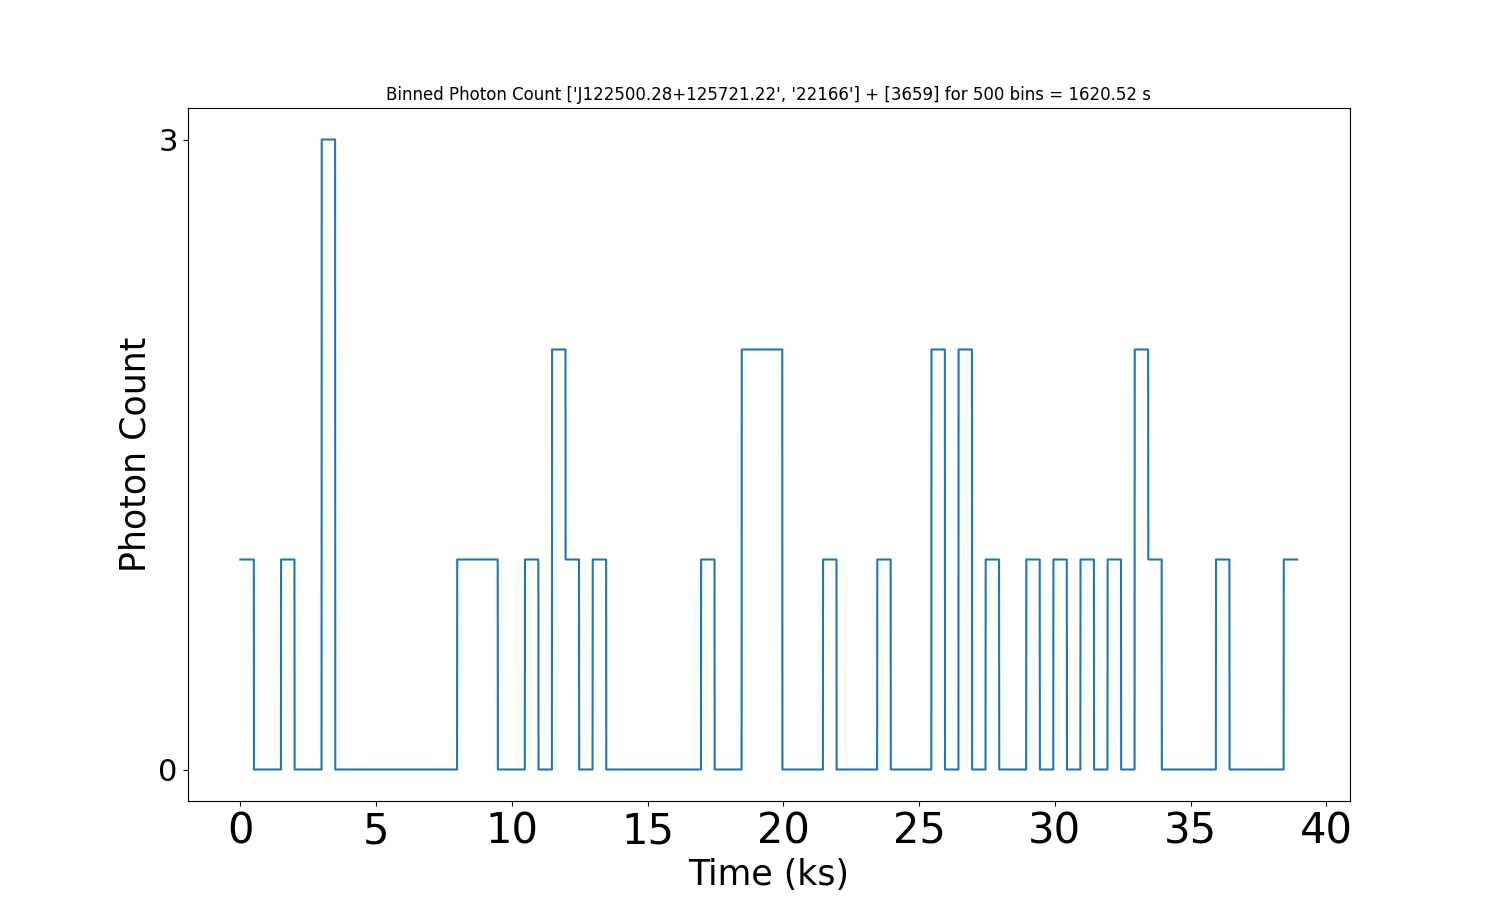 Binned Photon Count ['J122500.28+125721.22', '22166'] + [3659] for 500 bins = 1620.52 s
3
Photon Count
0
0 5 10 15 20 25 30 35 40
Time (ks)